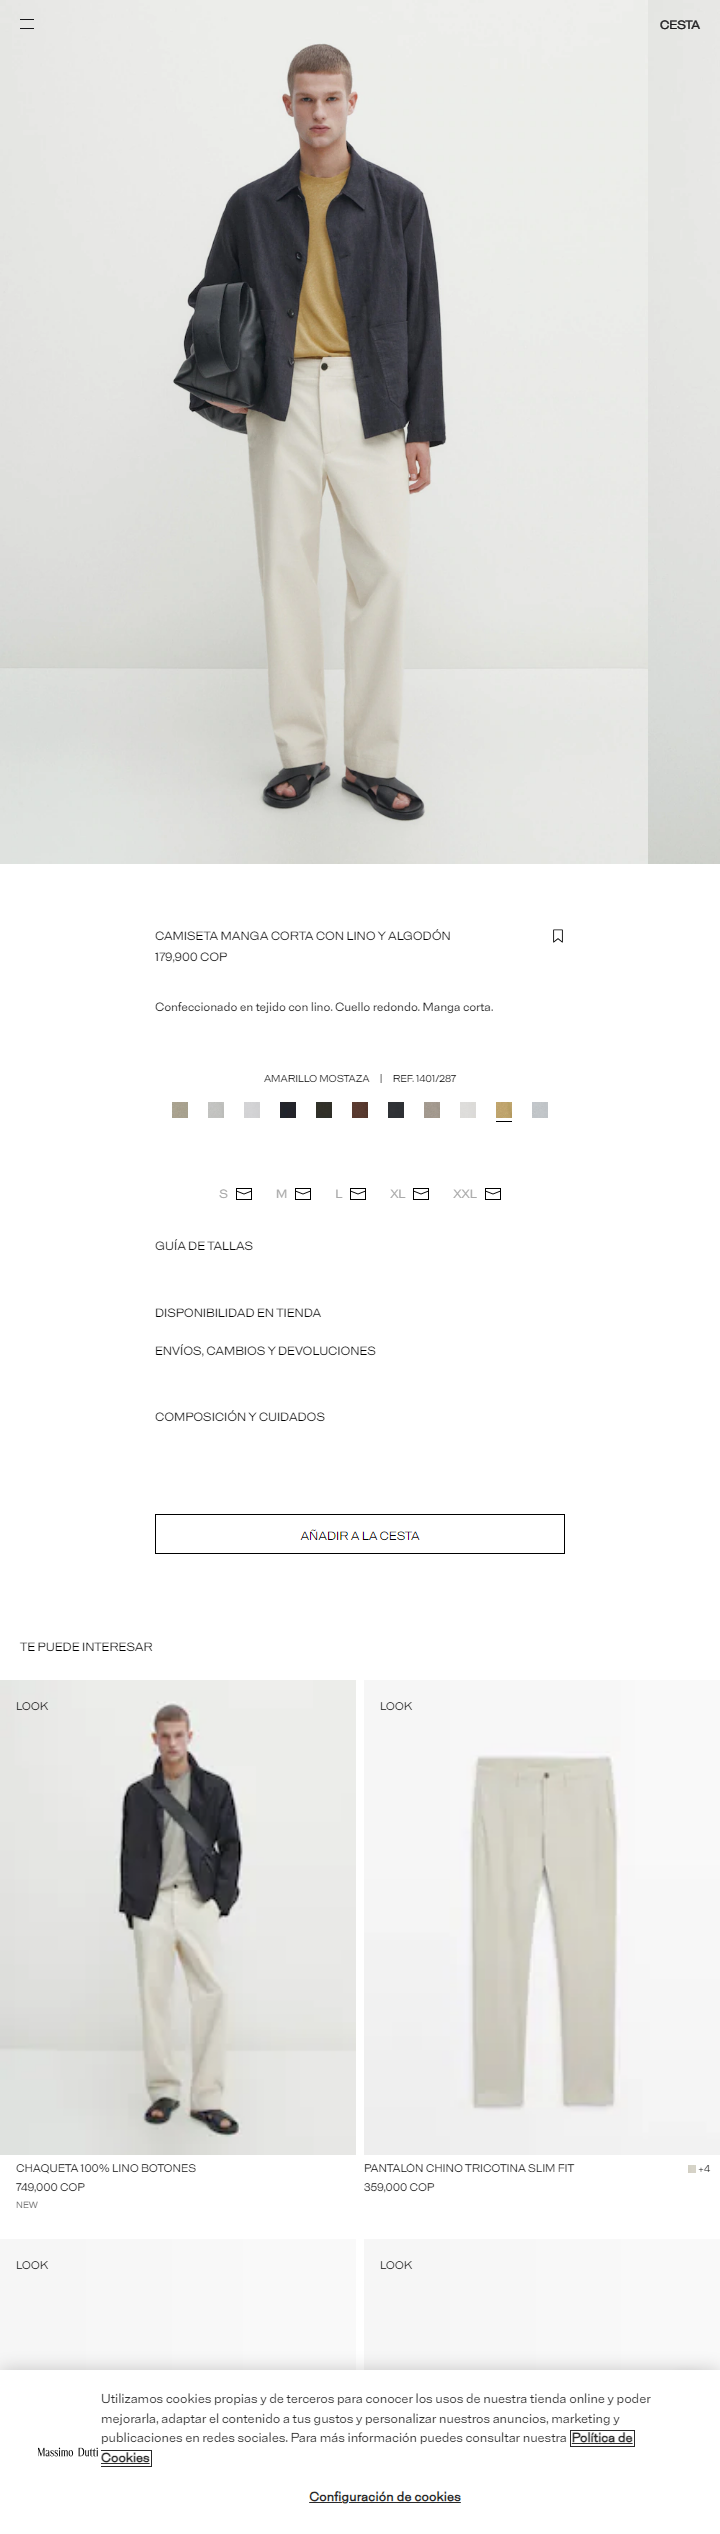 CESTA
CAMISETA MANGA CORTA CON LINO Y ALGODÓN
179,900 COP
Confeccionado en tejido con lino. Cuello redondo. Manga corta.
AMARILLO MOSTAZA | REF. 1401/287
S M L XL XXL
GUÍA DE TALLAS
DISPONIBILIDAD EN TIENDA
ENVÍOS, CAMBIOS Y DEVOLUCIONES
COMPOSICIÓN Y CUIDADOS
AÑADIR A LA CESTA
TE PUEDE INTERESAR
LOOK
LOOK
CHAQUETA 100% LINO BOTONES
749,000 COP
NEW
PANTALÓN CHINO TRICOTINA SLIM FIT
+4
359,000 COP
LOOK
LOOK
Massimo Dutti
Utilizamos cookies propias y de terceros para conocer los usos de nuestra tienda online y poder
mejorarla, adaptar el contenido a tus gustos y personalizar nuestros anuncios, marketing y
publicaciones en redes sociales. Para más información puedes consultar nuestra Política de
Cookies
Configuración de cookies